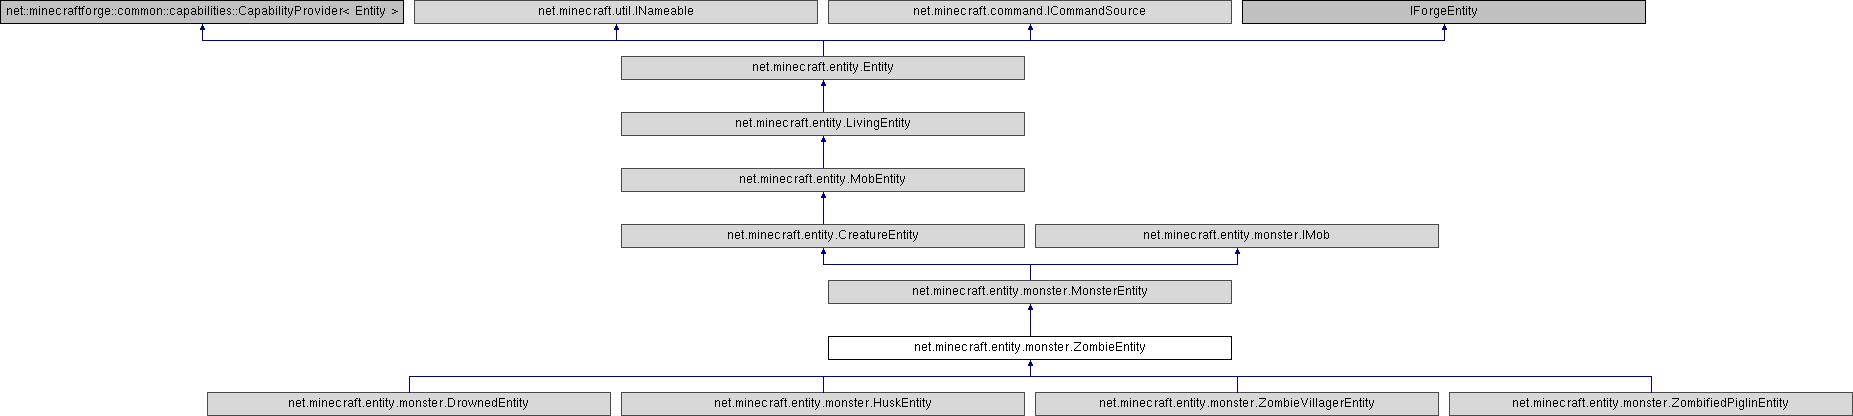 net::minecraftforge::common::capabilities::CapabilityProvider< Entity >
net.minecraft.util.INameable
net.minecraft.command.ICommandSource
IForgeEntity
net.minecraft.entity.Entity
net.minecraft.entity.LivingEntity
net.minecraft.entity.MobEntity
net.minecraft.entity.CreatureEntity
net.minecraft.entity.monster.IMob
net.minecraft.entity.monster.MonsterEntity
net.minecraft.entity.monster.ZombieEntity
net.minecraft.entity.monster.DrownedEntity
net.minecraft.entity.monster.HuskEntity
net.minecraft.entity.monster.ZombieVillagerEntity
net.minecraft.entity.monster.ZombifiedPiglinEntity